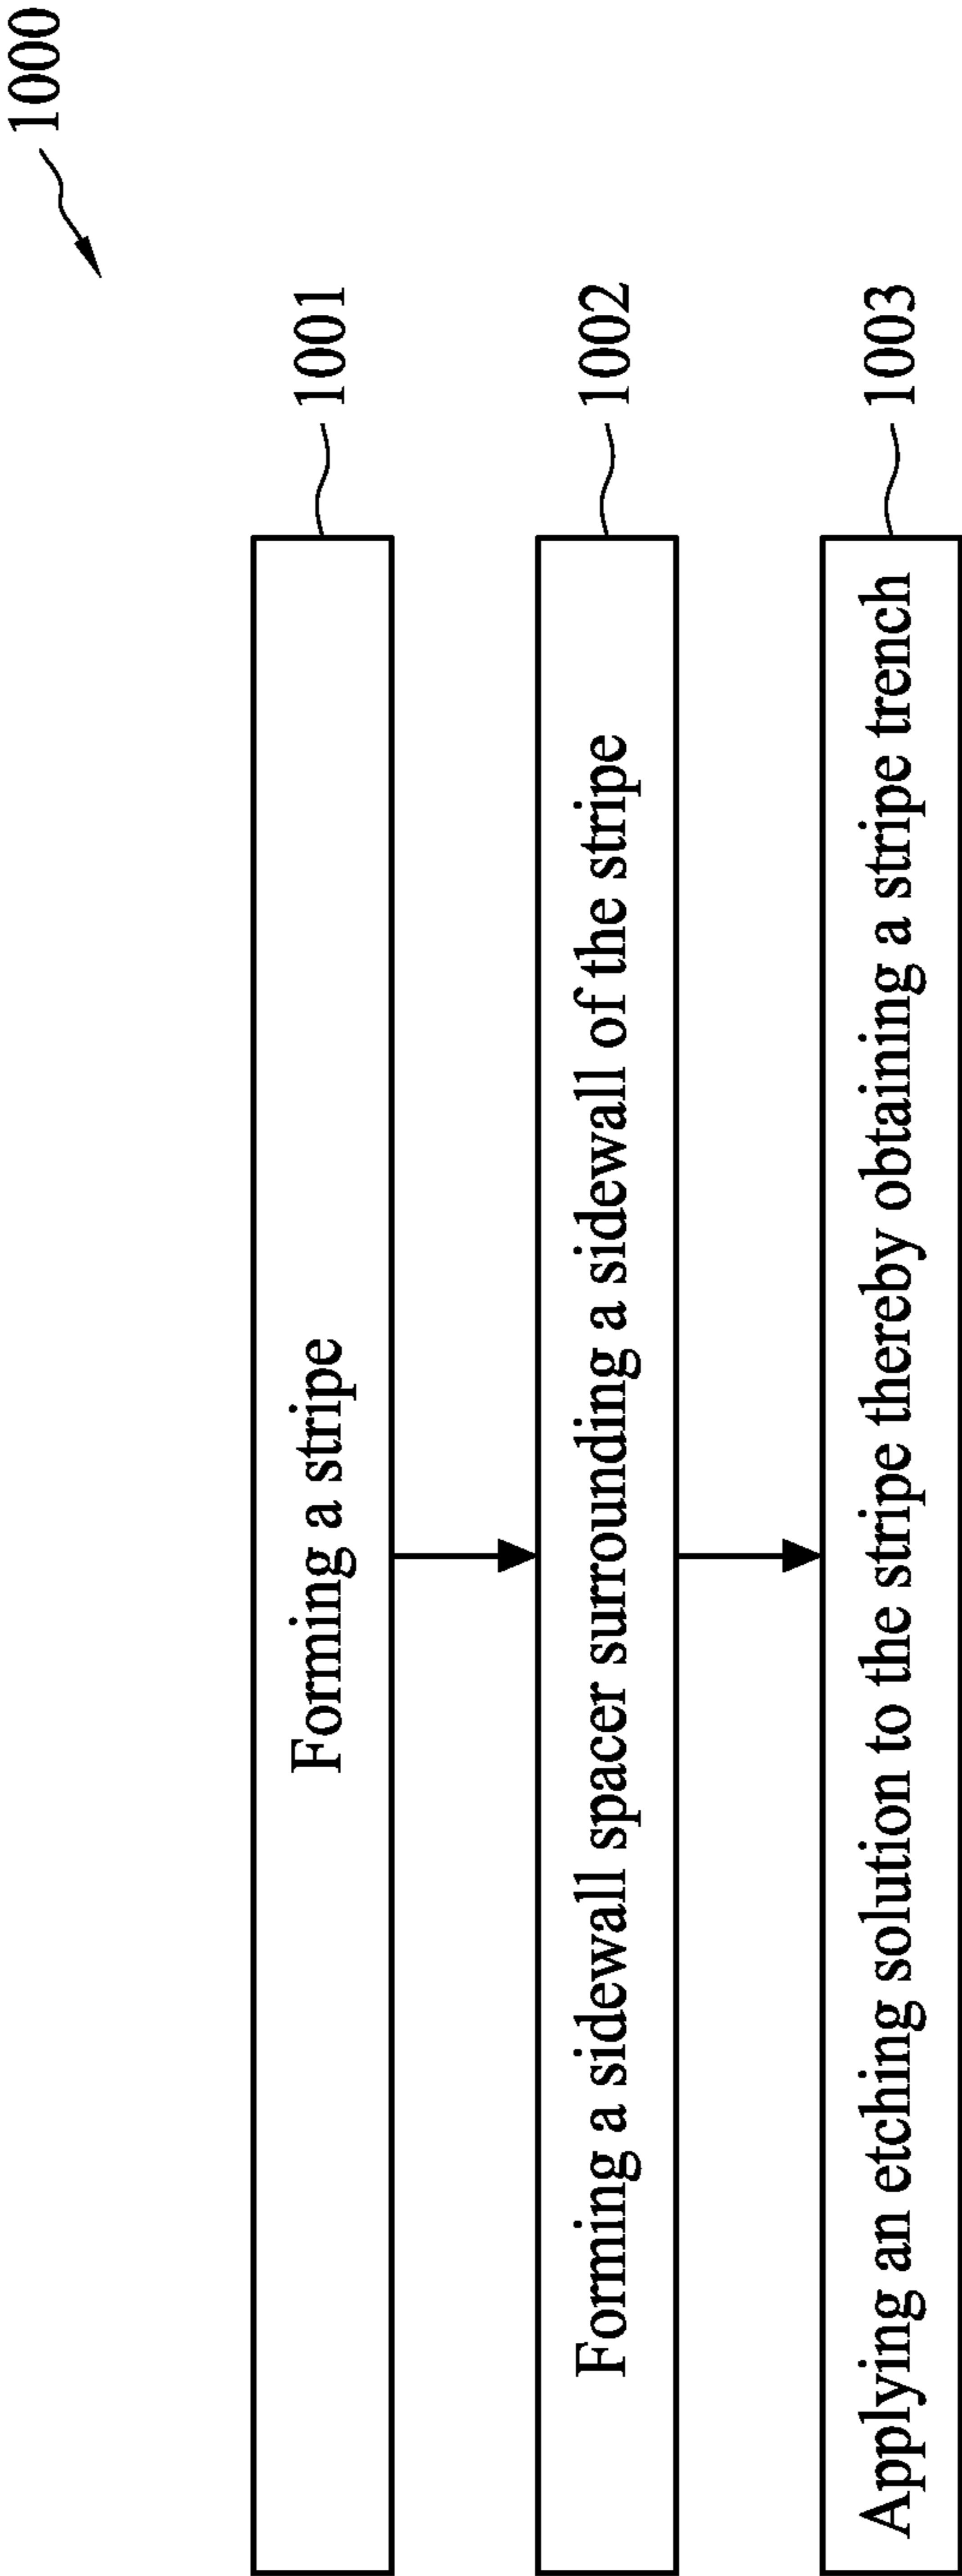 1000
Forming a stripe
1001
Forming a sidewall spacer surrounding a sidewall of the stripe
1002
Applying an etching solution to the stripe thereby obtaining a stripe trench
1003